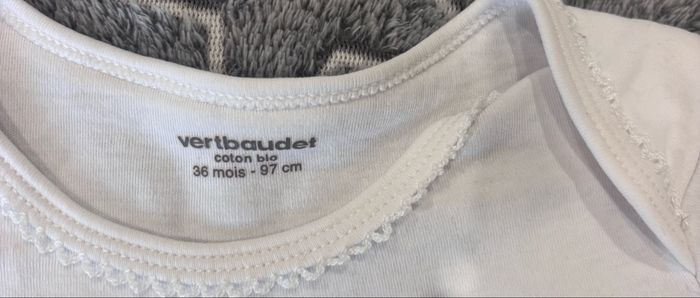 vertbaudet
coton bio
36 mois - 97 cm